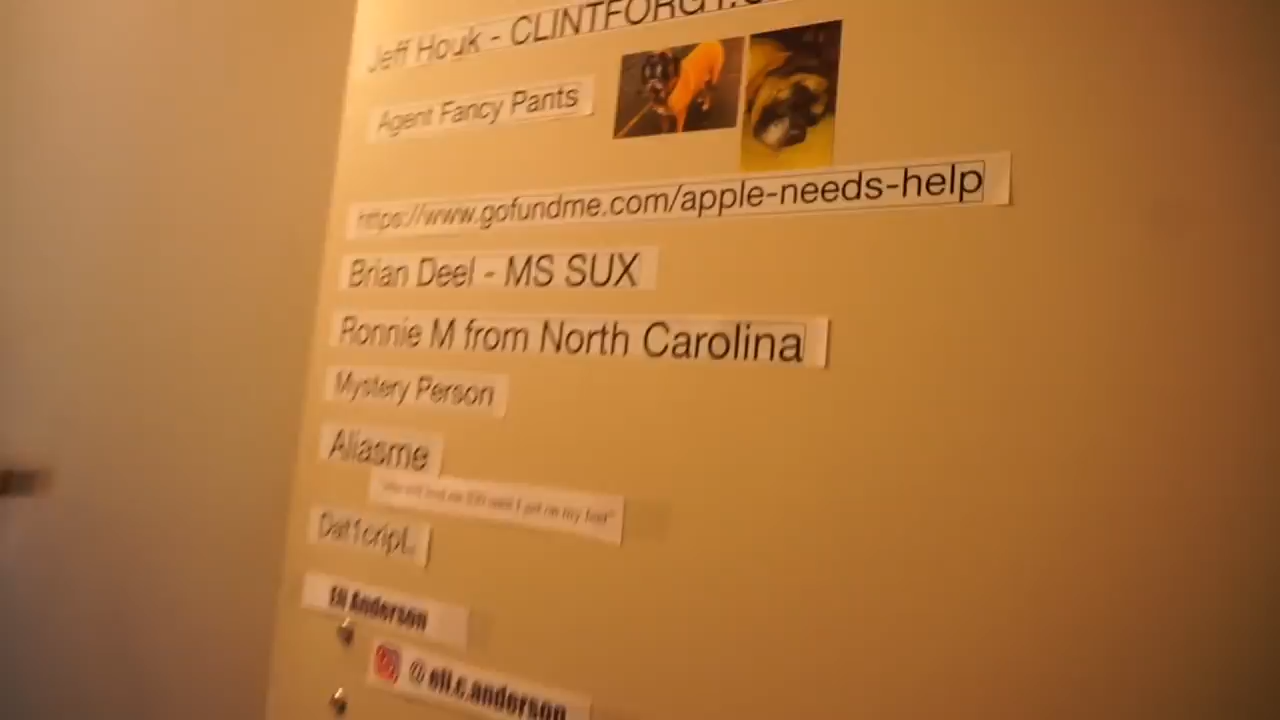 Jeff Houk - CLINTFORGY.
Agent Fancy Pants
https://www.gofundme.com/apple-needs-help
Brian Deel - MS SUX
Ronnie M from North Carolina
Mystery Person
Aliasme
Dat1cripL
Eli Anderson
@eli.c.anderson